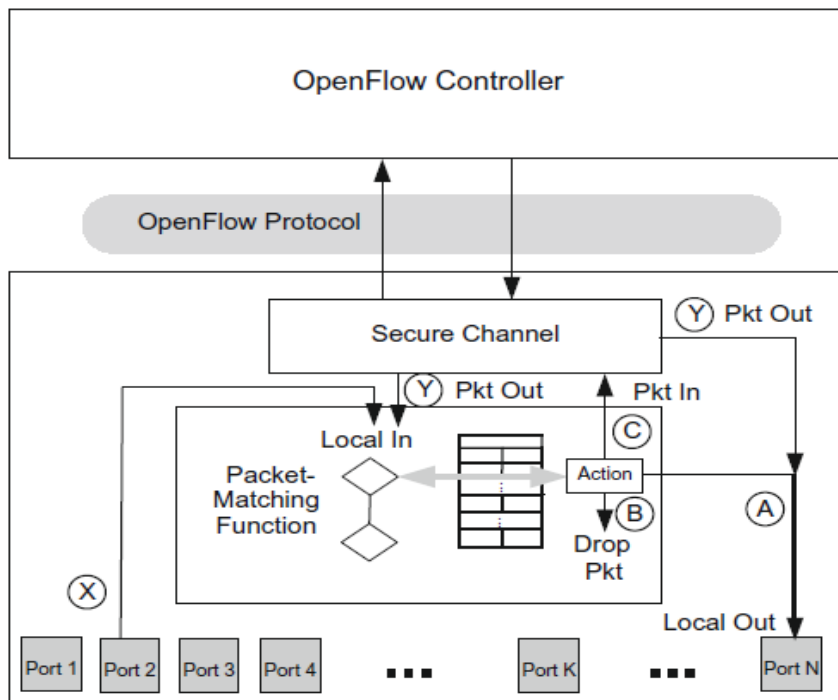 OpenFlow Controller
OpenFlow Protocol
Secure Channel
Y Pkt Out
Y Pkt Out
Pkt In
Local In
C
Packet-
Matching
Function
Action
A
B
Drop
Pkt
X
Local Out
Port 1
Port 2
Port 3
Port 4
Port K
Port N